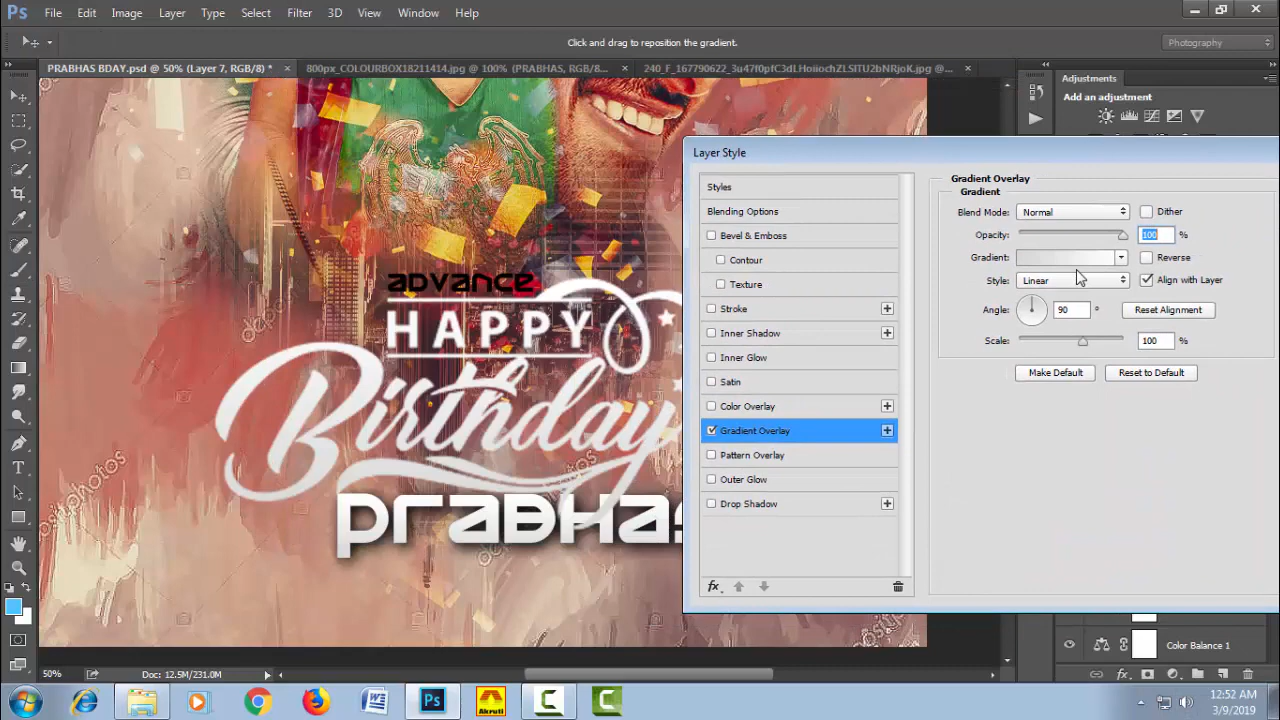 Ps File Edit Image Layer Type Select Filter 3D View Window Help
Click and drag to reposition the gradient.
Photography
PRABHAS BDAY.psd @ 50% (Layer 7, RGB/8) *
800px_COLOURBOX18211414.jpg @ 100% (PRABHAS, RGB/8...
240_F_167790622_3u47f0pfC3dLHoiiochZLSITU2bNRjoK.jpg @...
Adjustments
Add an adjustment
advance
HAPPY
Birthday
PRABHAS
depositphotos
Layer Style
Styles
Blending Options
Bevel & Emboss
Contour
Texture
Stroke
Inner Shadow
Inner Glow
Satin
Color Overlay
Gradient Overlay
Pattern Overlay
Outer Glow
Drop Shadow
fx
Gradient Overlay
Gradient
Blend Mode: Normal Dither
Opacity: 100 %
Gradient: Reverse
Style: Linear Align with Layer
Angle: 90 ° Reset Alignment
Scale: 100 %
Make Default Reset to Default
Color Balance 1
fx
50% Doc: 12.5M/231.0M
Ps Akruti
12:52 AM
3/9/2019